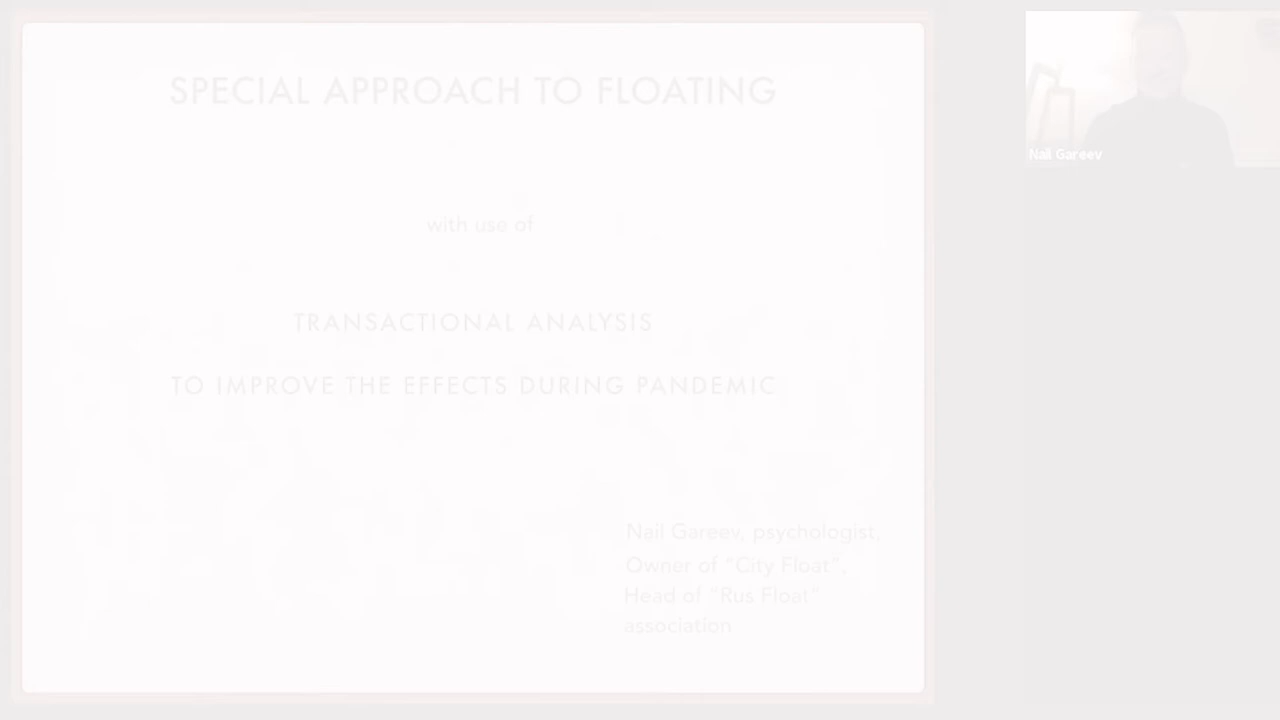 SPECIAL APPROACH TO FLOATING
with use of
TRANSACTIONAL ANALYSIS
TO IMPROVE THE EFFECTS DURING PANDEMIC
Nail Gareev, psychologist,
Owner of "City Float",
Head of "Rus Float"
association
Nail Gareev